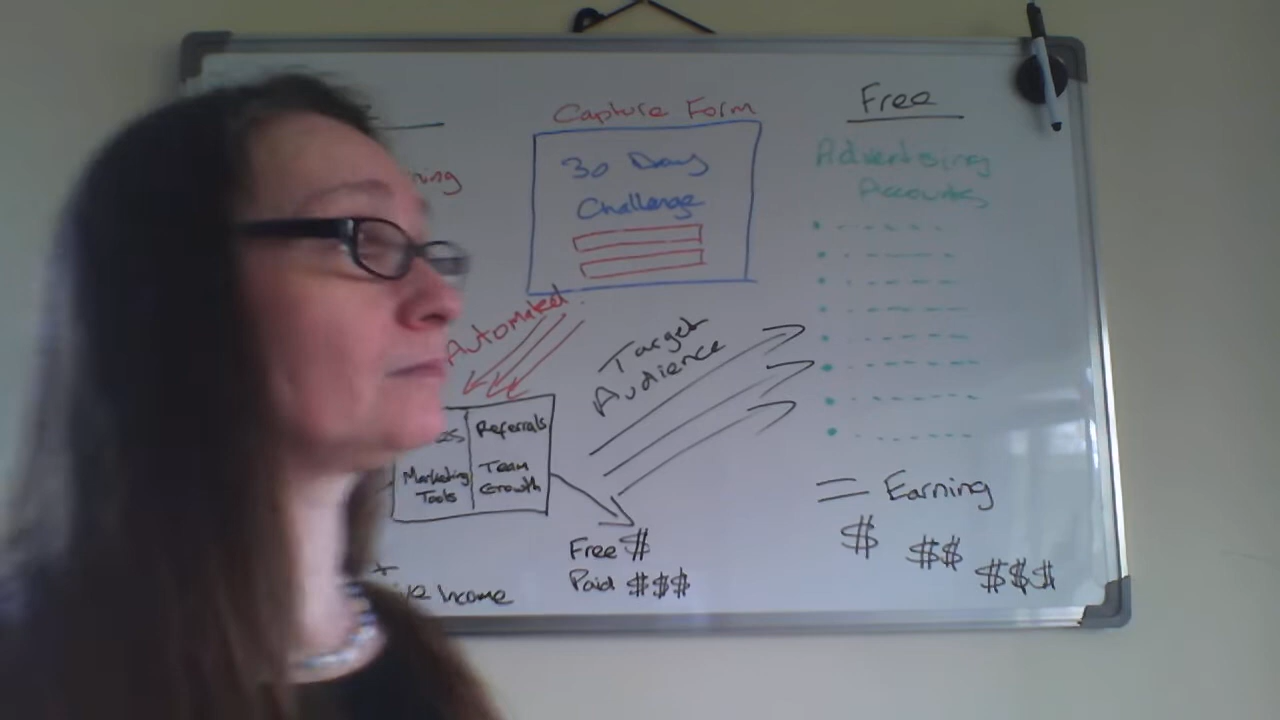 Capture Form
30 Day
Challenge
Free
Advertising
Accounts
Automated
Target
Audience
Referrals
Marketing
Tools
Team
Growth
Free $
Paid $$$
Income
= Earning
$ $$ $$$
+